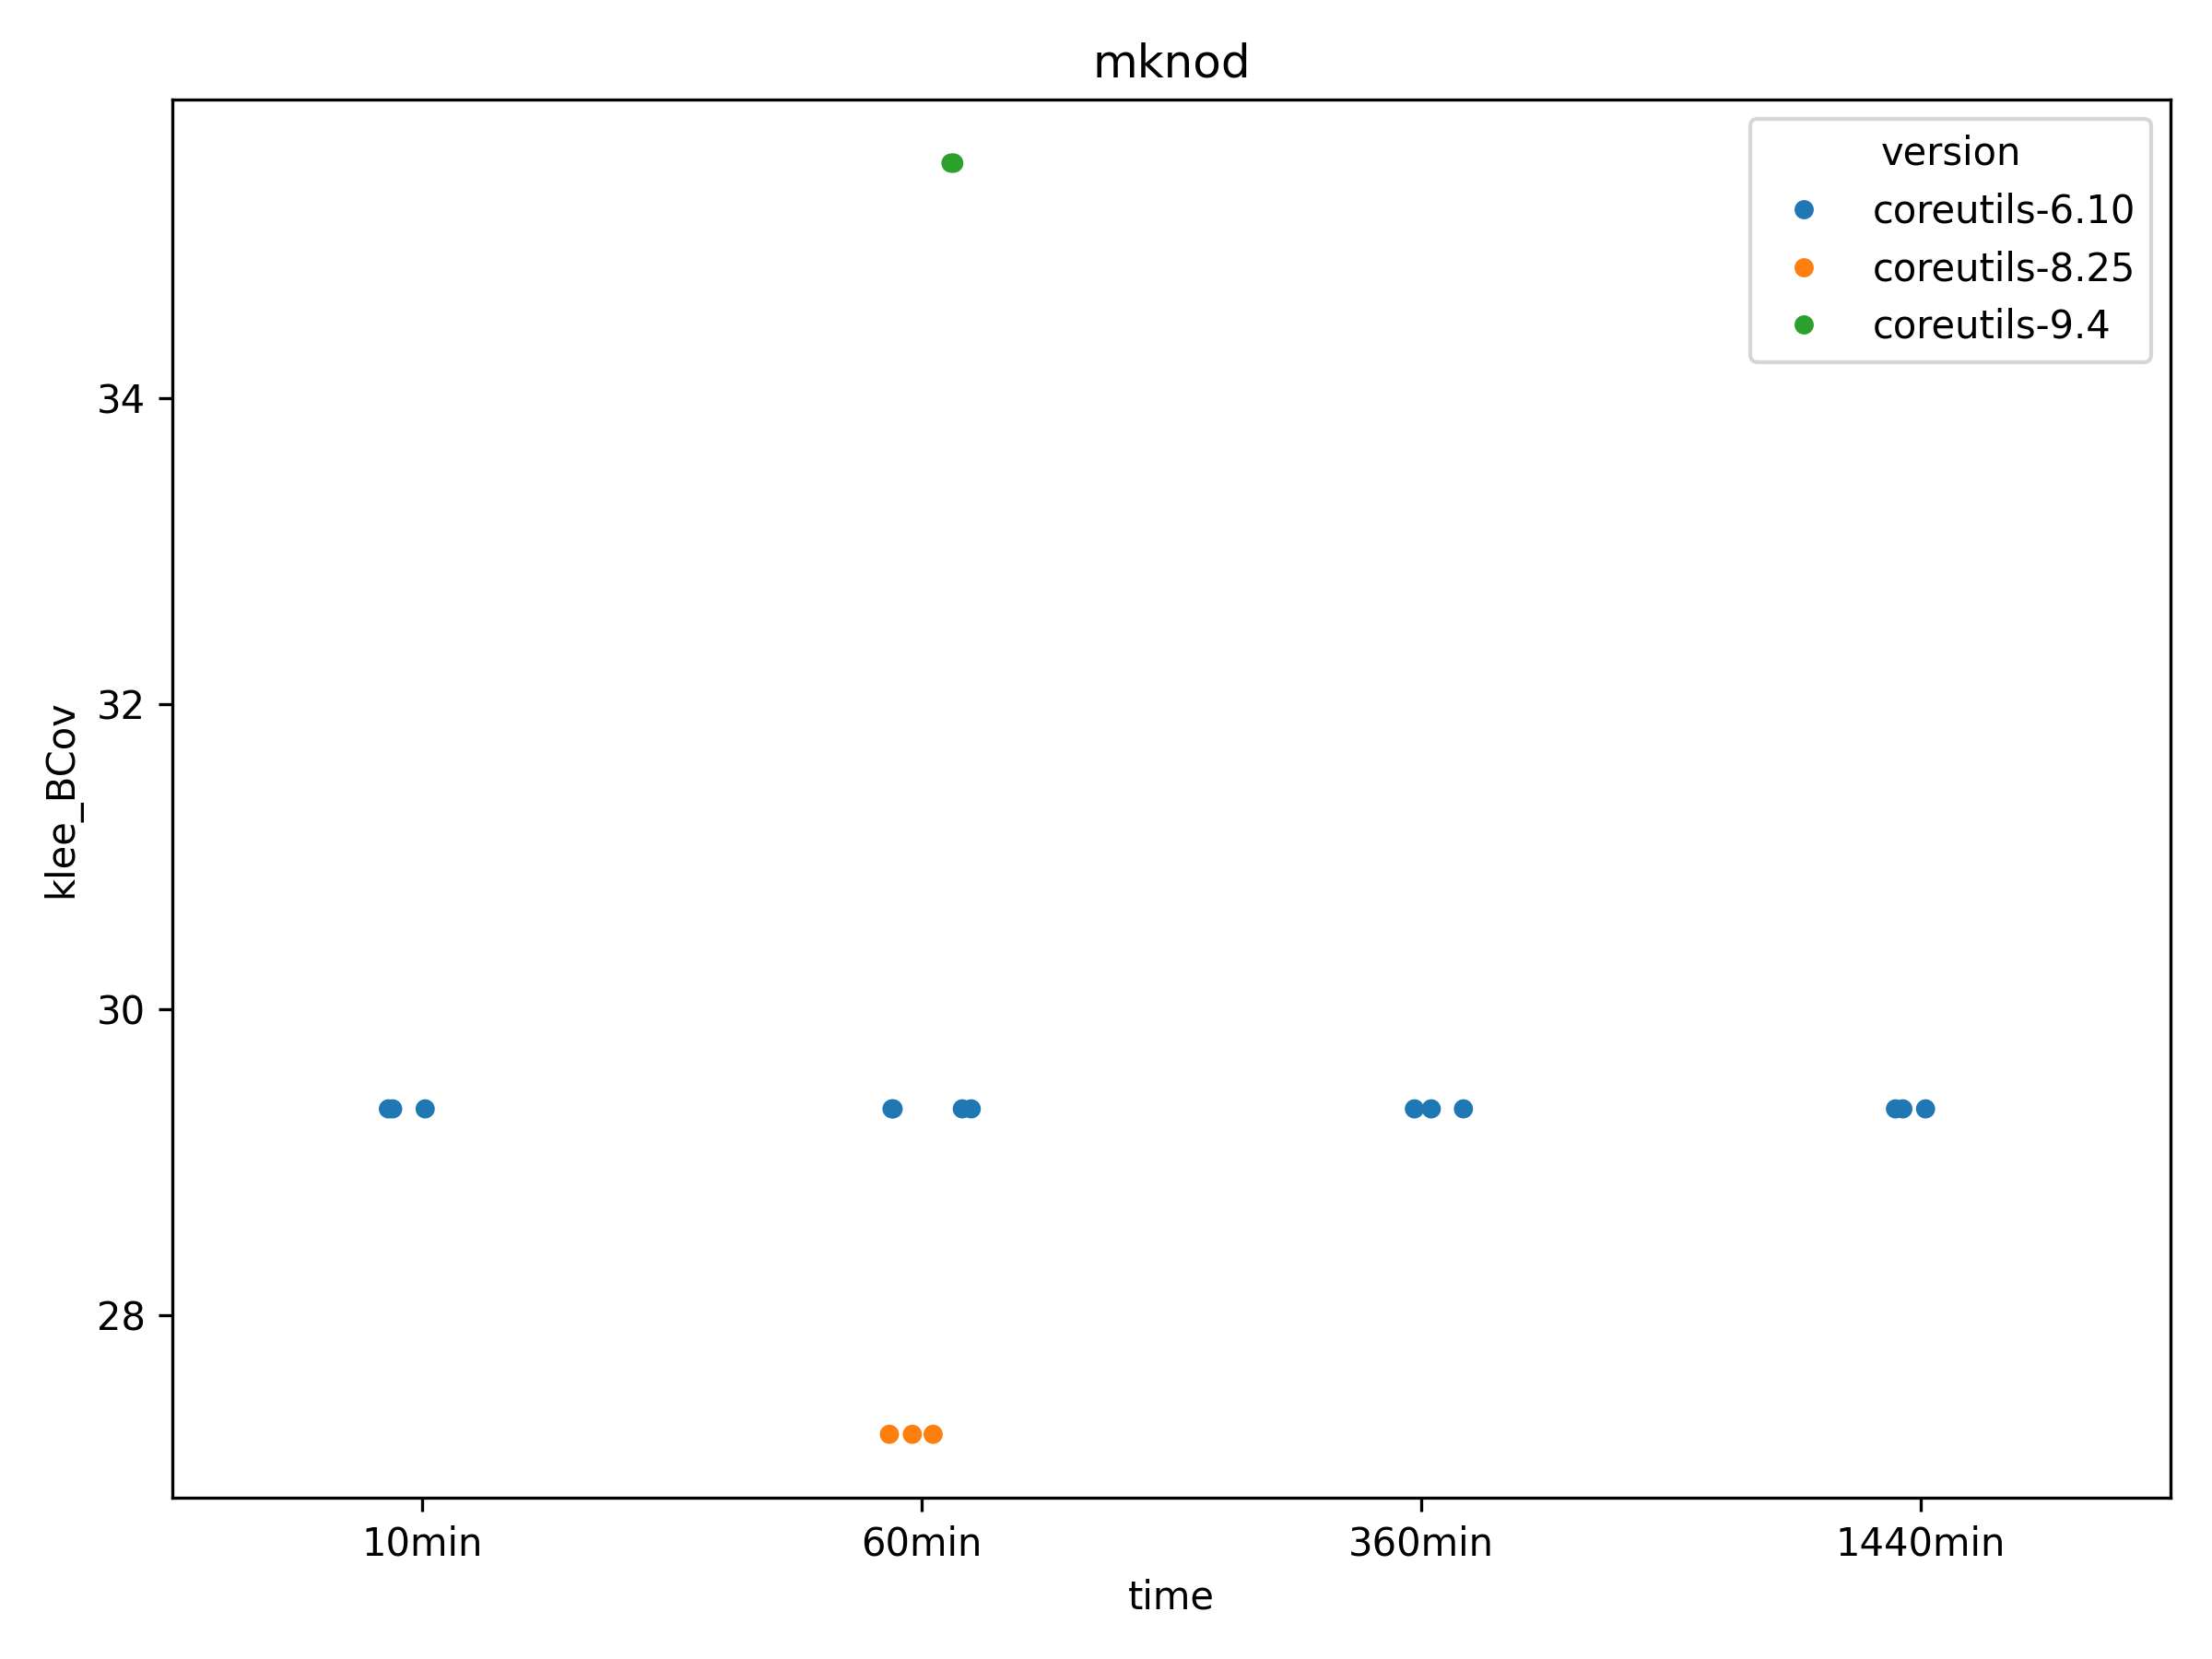 mknod
version
coreutils-6.10
coreutils-8.25
coreutils-9.4
klee_BCov
34
32
30
28
10min
60min
360min
1440min
time